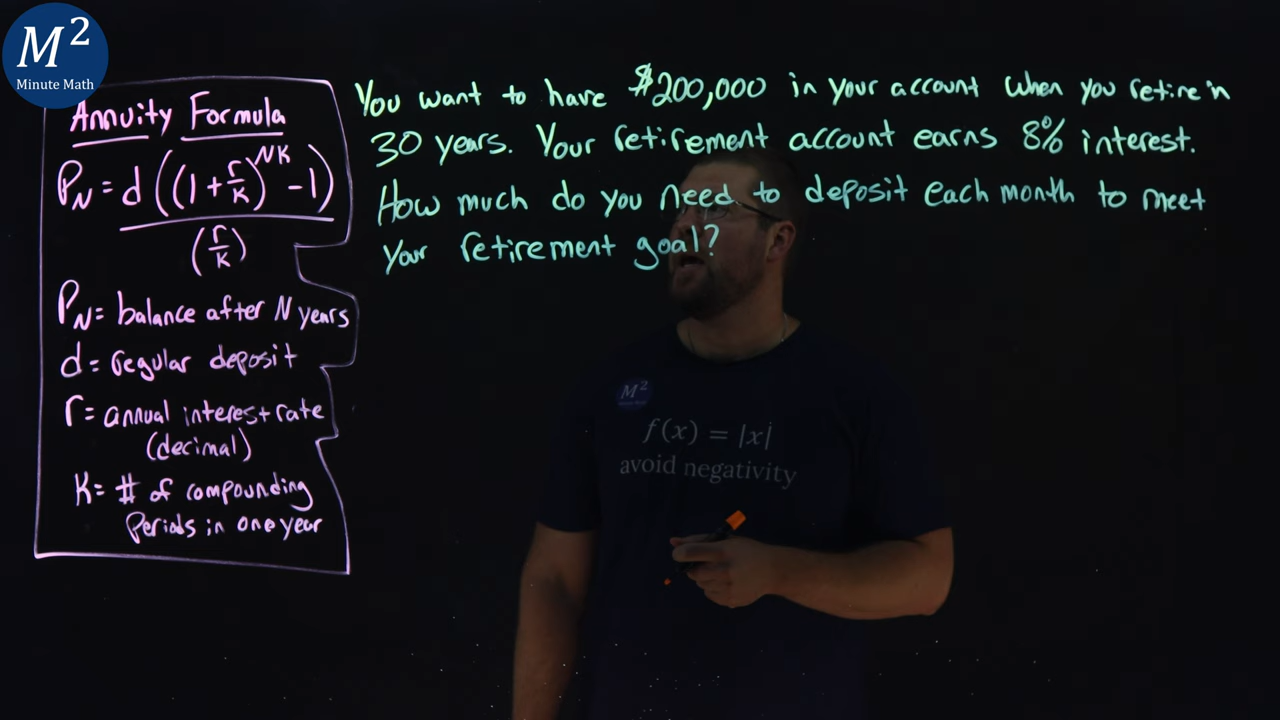 M²
Minute Math
Annuity Formula
P_N = d((1 + r/k)^{NK} - 1)
(r/k)
P_N = balance after N years
d = regular deposit
r = annual interest rate
(decimal)
K = # of compounding
Periods in one year
You want to have $200,000 in your account when you retire in
30 years. Your retirement account earns 8% interest.
How much do you need to deposit each month to meet
your retirement goal?
M²
Minute Math
f(x) = |x|
avoid negativity